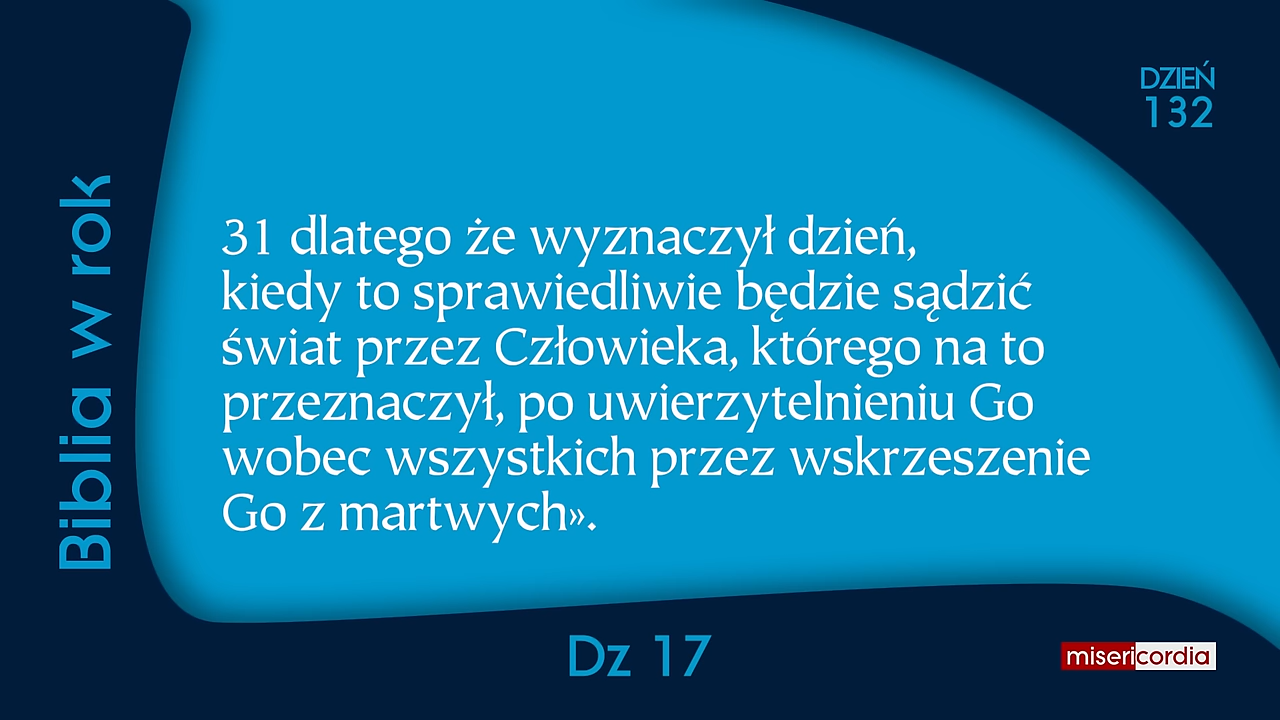 DZIEŃ
132
Biblia w rok
31 dlatego że wyznaczył dzień,
kiedy to sprawiedliwie będzie sądzić
świat przez Człowieka, którego na to
przeznaczył, po uwierzytelnieniu Go
wobec wszystkich przez wskrzeszenie
Go z martwych».
Dz 17
misericordia